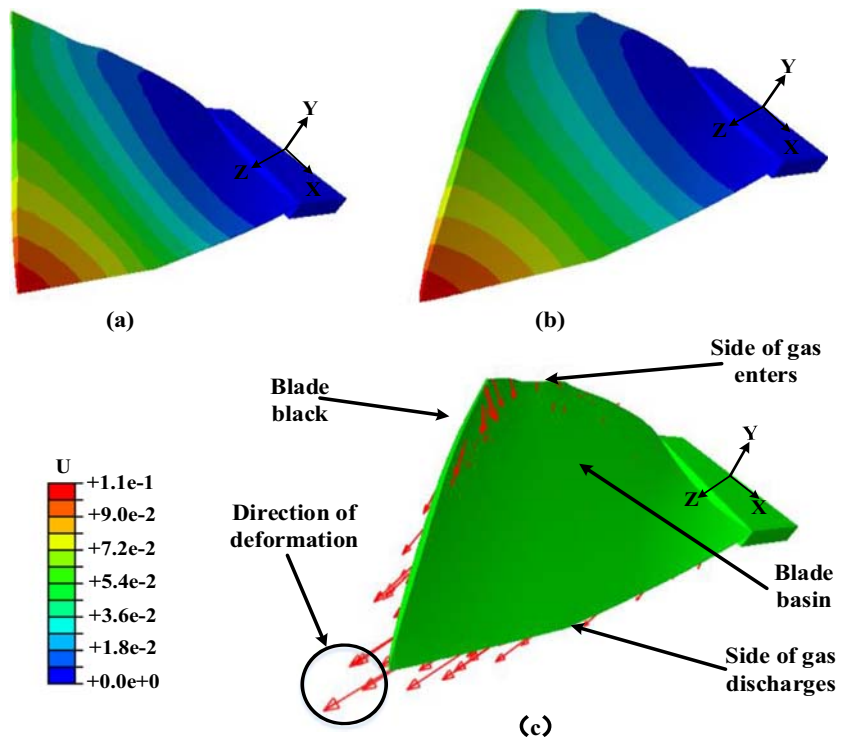 Y
Z
X
Y
Z
X
(a)
(b)
Side of gas
enters
Blade
black
Y
Z
X
U
+1.1e-1
+9.0e-2
+7.2e-2
+5.4e-2
+3.6e-2
+1.8e-2
+0.0e+0
Direction of
deformation
Blade
basin
Side of gas
discharges
(c)